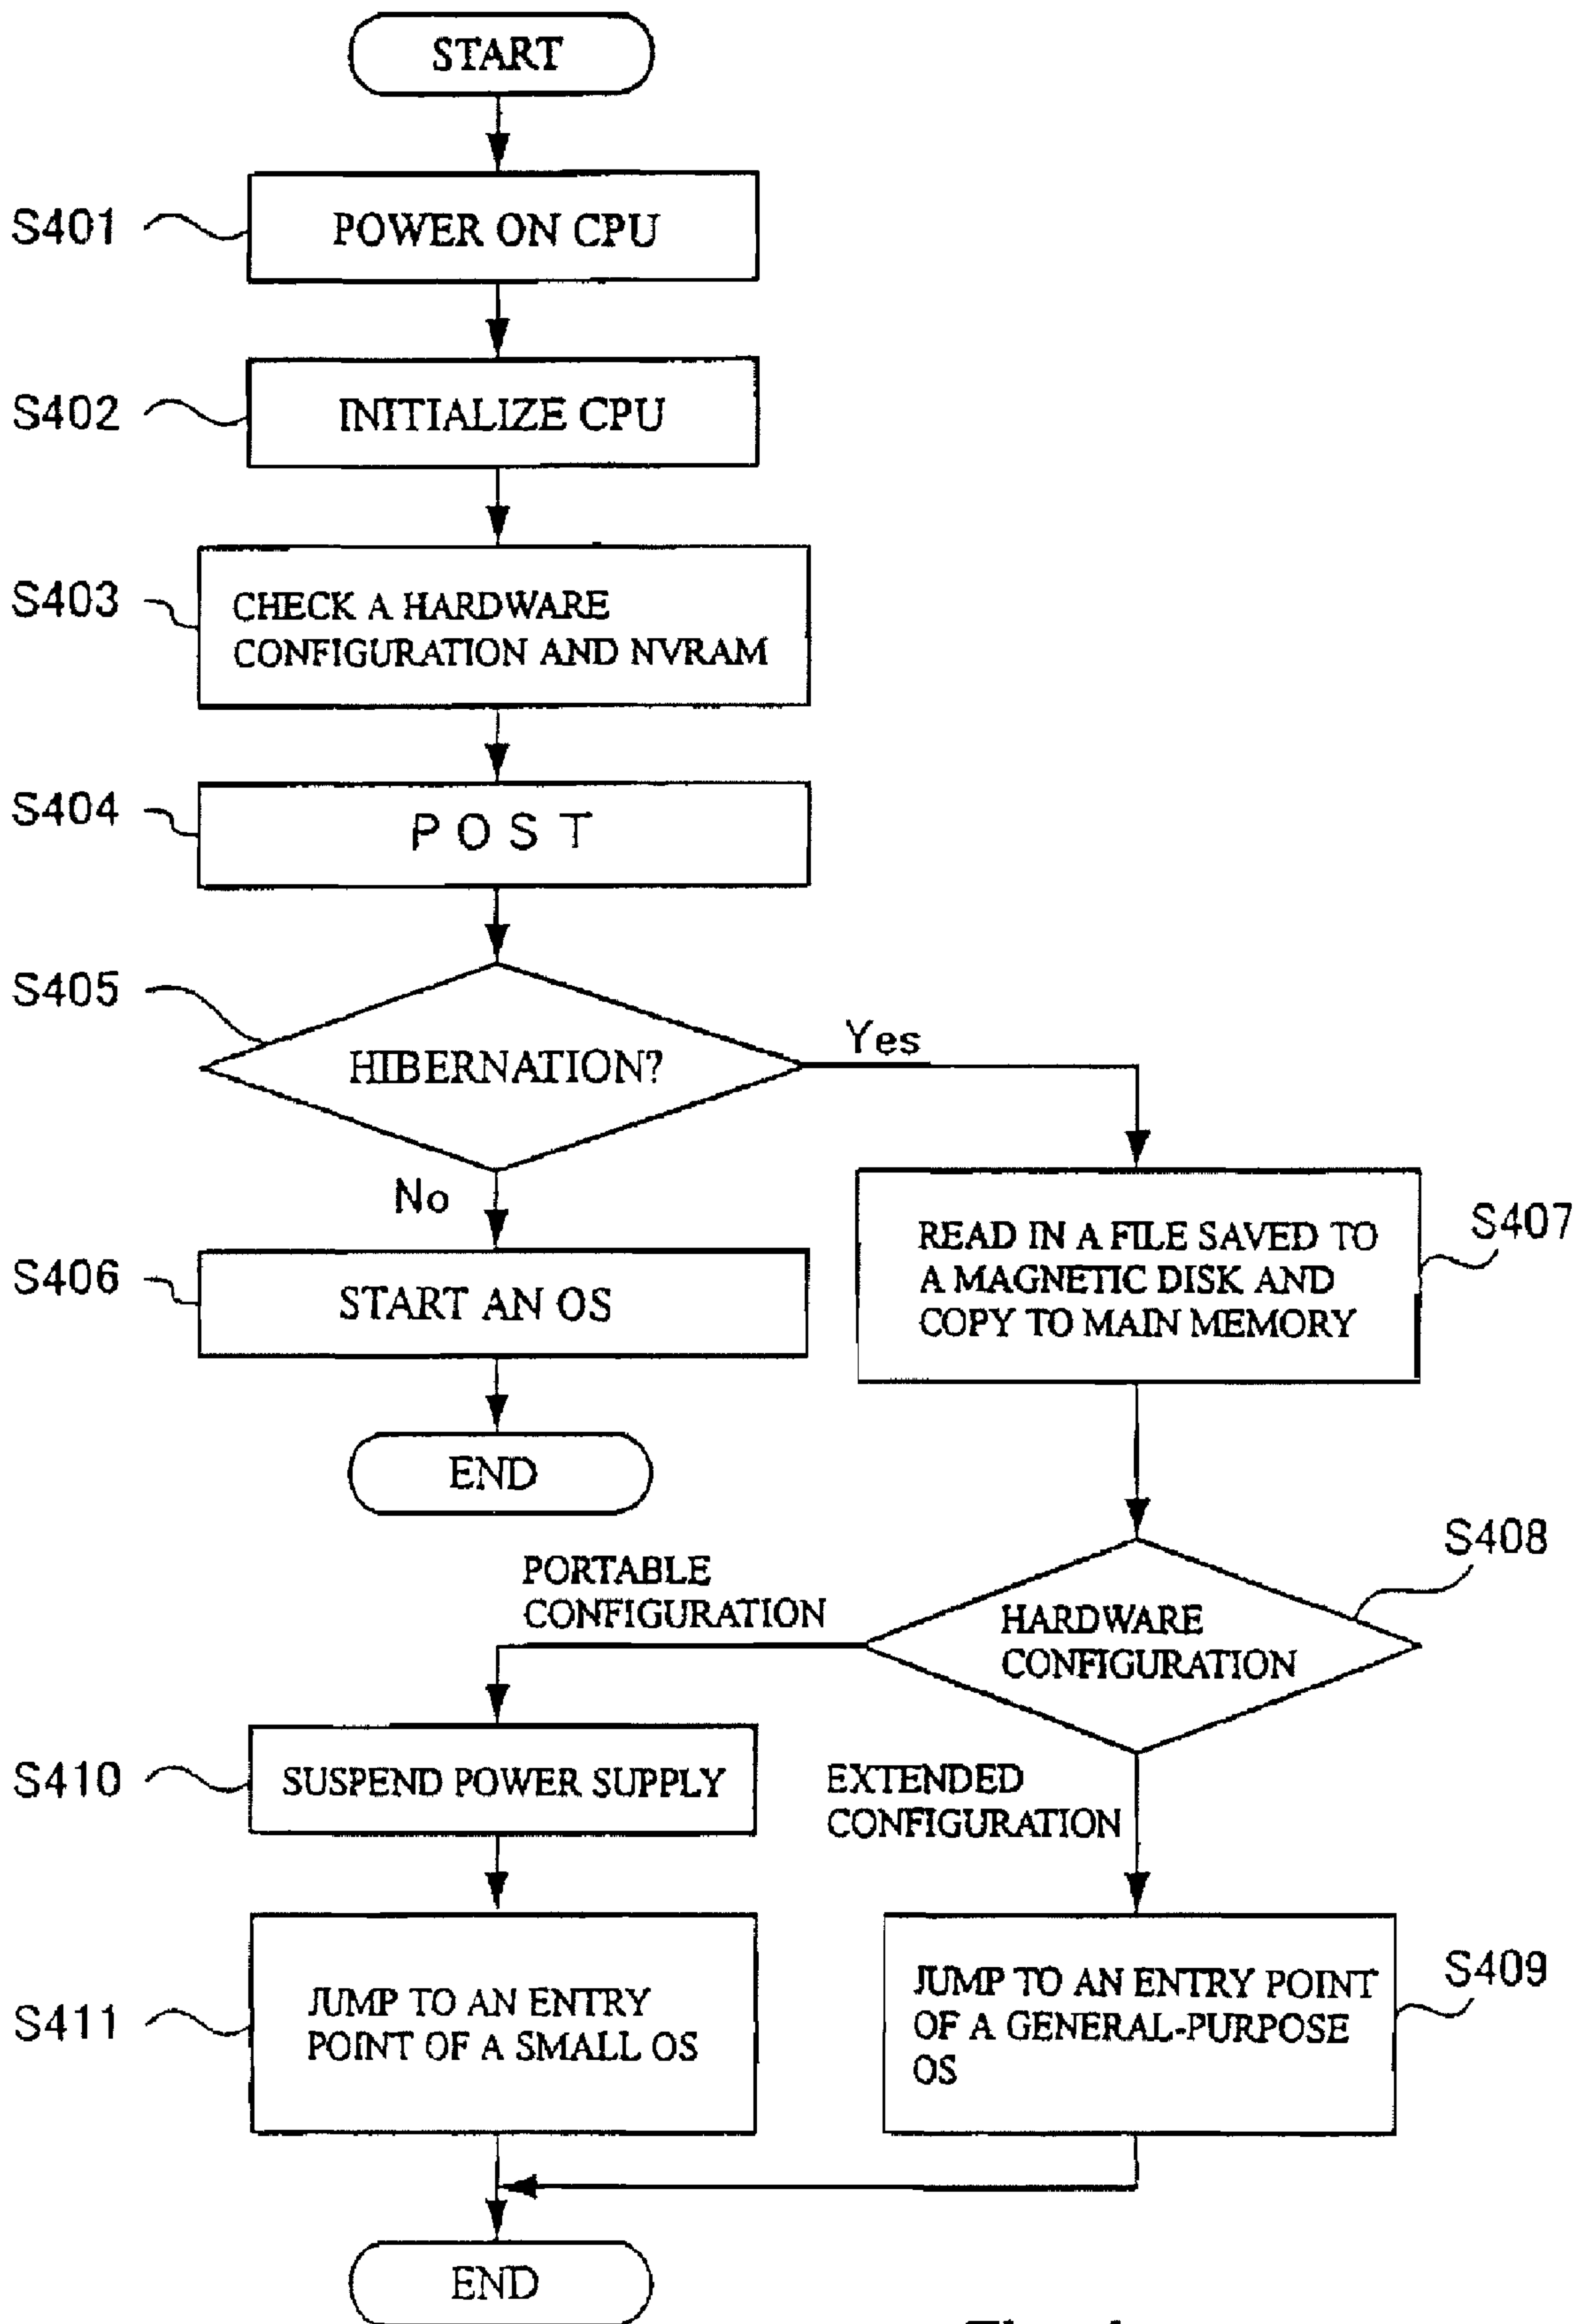 START
S401
POWER ON CPU
S402
INITIALIZE CPU
S403
CHECK A HARDWARE
CONFIGURATION AND NVRAM
S404
POST
S405
HIBERNATION?
Yes
No
S406
START AN OS
S407
READ IN A FILE SAVED TO
A MAGNETIC DISK AND
COPY TO MAIN MEMORY
END
S408
PORTABLE
CONFIGURATION
HARDWARE
CONFIGURATION
S410
SUSPEND POWER SUPPLY
EXTENDED
CONFIGURATION
S411
JUMP TO AN ENTRY
POINT OF A SMALL OS
S409
JUMP TO AN ENTRY POINT
OF A GENERAL-PURPOSE
OS
END